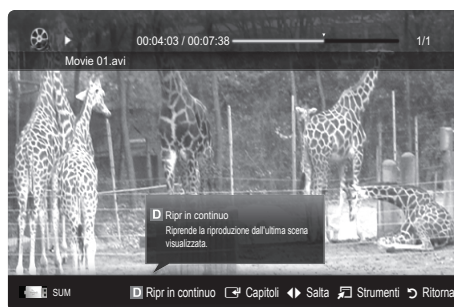 00:04:03 / 00:07:38 1/1
Movie 01.avi
D Ripr in continuo
Riprende la riproduzione dall'ultima scena
visualizzata.
SUM D Ripr in continuo Capitoli Salta Strumenti Ritorna